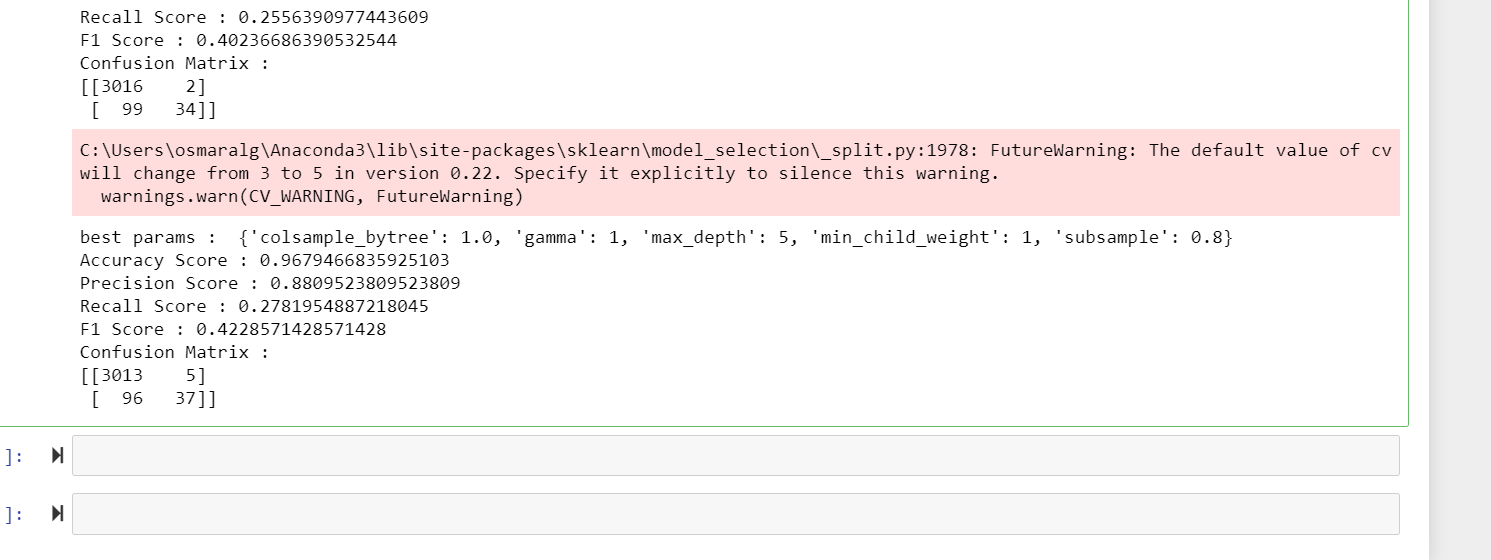 Recall Score : 0.2556390977443609
F1 Score : 0.40236686390532544
Confusion Matrix :
[[3016    2]
 [  99   34]]
C:\Users\osmaralg\Anaconda3\lib\site-packages\sklearn\model_selection\_split.py:1978: FutureWarning: The default value of cv
will change from 3 to 5 in version 0.22. Specify it explicitly to silence this warning.
  warnings.warn(CV_WARNING, FutureWarning)
best params :  {'colsample_bytree': 1.0, 'gamma': 1, 'max_depth': 5, 'min_child_weight': 1, 'subsample': 0.8}
Accuracy Score : 0.9679466835925103
Precision Score : 0.8809523809523809
Recall Score : 0.2781954887218045
F1 Score : 0.4228571428571428
Confusion Matrix :
[[3013    5]
 [  96   37]]
]:
]: